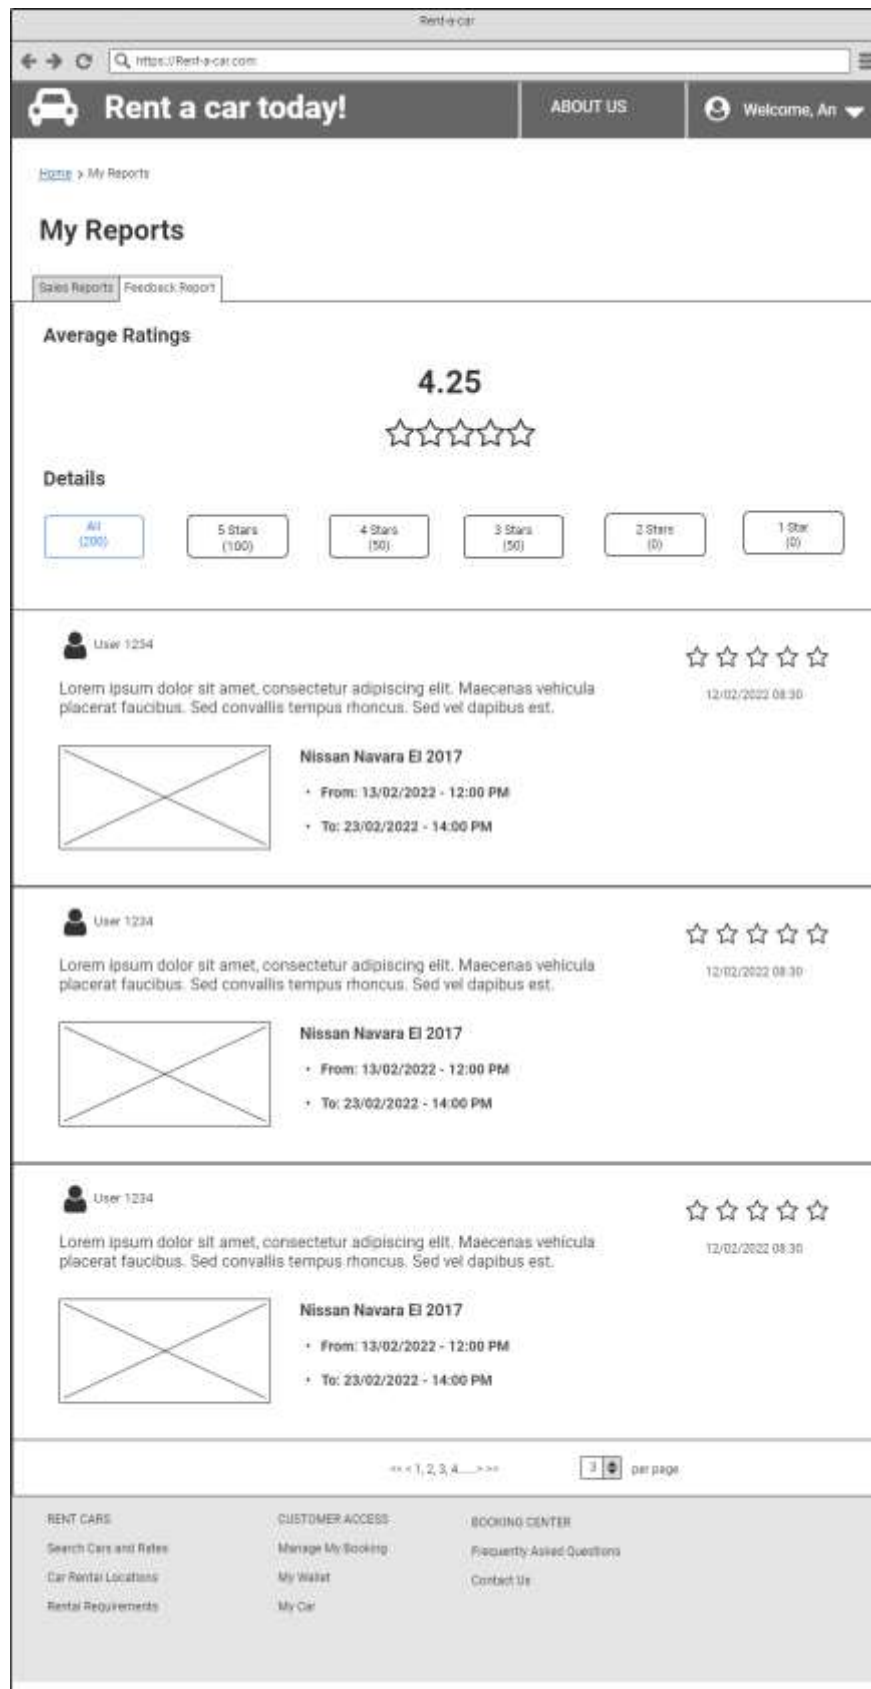 Rent-a-car
https://Rent-a-car.com
Rent a car today!
ABOUT US
Welcome, An
Home > My Reports
My Reports
Sales Reports
Feedback Report
Average Ratings
4.25
Details
All
(200)
5 Stars
(100)
4 Stars
(50)
3 Stars
(50)
2 Stars
(0)
1 Star
(0)
User 1234
Lorem ipsum dolor sit amet, consectetur adipiscing elit. Maecenas vehicula
placerat faucibus. Sed convallis tempus rhoncus. Sed vel dapibus est.
12/02/2022 08:30
Nissan Navara El 2017
• From: 13/02/2022 - 12:00 PM
• To: 23/02/2022 - 14:00 PM
User 1234
Lorem ipsum dolor sit amet, consectetur adipiscing elit. Maecenas vehicula
placerat faucibus. Sed convallis tempus rhoncus. Sed vel dapibus est.
12/02/2022 08:30
Nissan Navara El 2017
• From: 13/02/2022 - 12:00 PM
• To: 23/02/2022 - 14:00 PM
User 1234
Lorem ipsum dolor sit amet, consectetur adipiscing elit. Maecenas vehicula
placerat faucibus. Sed convallis tempus rhoncus. Sed vel dapibus est.
12/02/2022 08:30
Nissan Navara El 2017
• From: 13/02/2022 - 12:00 PM
• To: 23/02/2022 - 14:00 PM
<< < 1, 2, 3, 4......> >>
3
per page
RENT CARS
Search Cars and Rates
Car Rental Locations
Rental Requirements
CUSTOMER ACCESS
Manage My Booking
My Wallet
My Car
BOOKING CENTER
Frequently Asked Questions
Contact Us